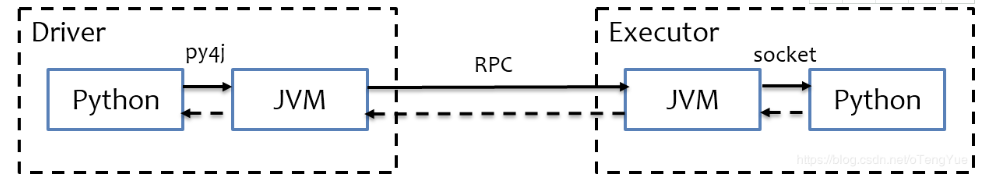 Driver
Executor
py4j
RPC
socket
Python
JVM
JVM
Python
https://blog.csdn.net/oTengYue